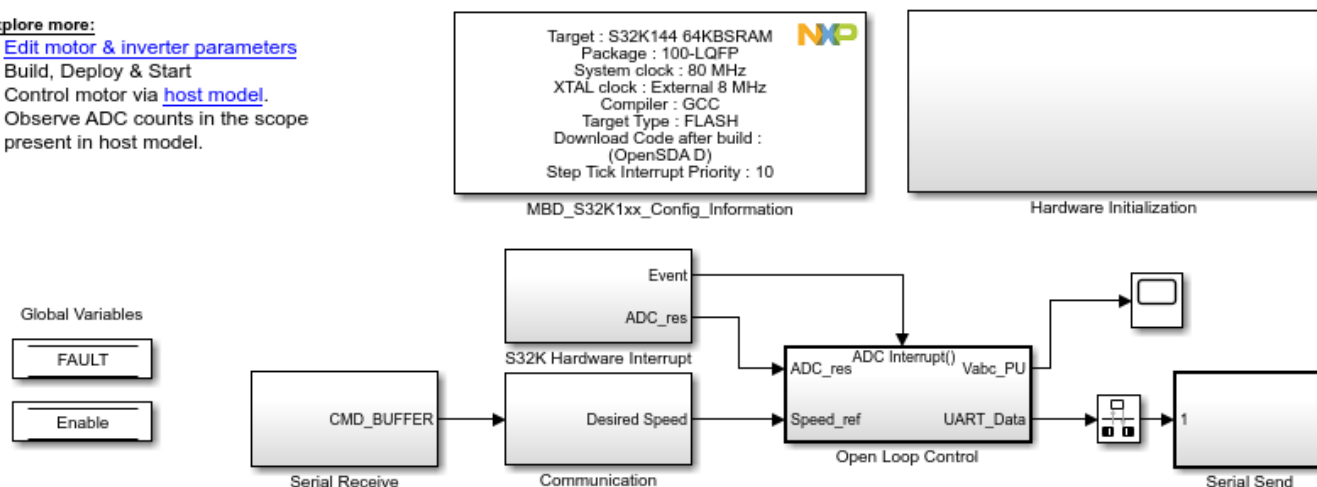 plore more:
Edit motor & inverter parameters
Build, Deploy & Start
Control motor via host model.
Observe ADC counts in the scope
present in host model.
Target : S32K144 64KBSRAM
NXP
Package : 100-LQFP
System clock : 80 MHz
XTAL clock : External 8 MHz
Compiler : GCC
Target Type : FLASH
Download Code after build :
(OpenSDA D)
Step Tick Interrupt Priority : 10
MBD_S32K1xx_Config_Information
Hardware Initialization
Global Variables
FAULT
Enable
Event
ADC_res
S32K Hardware Interrupt
CMD_BUFFER
Serial Receive
Desired Speed
Communication
ADC Interrupt()
ADC_res
Vabc_PU
Speed_ref
UART_Data
Open Loop Control
1
Serial Send